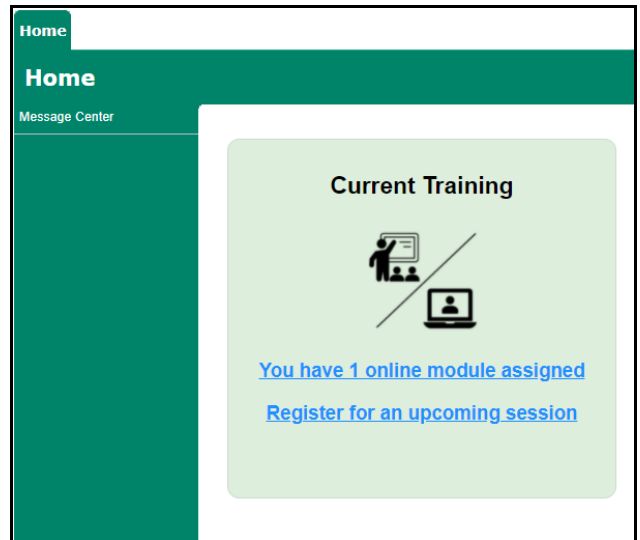 Home
Home
Message Center
Current Training
You have 1 online module assigned
Register for an upcoming session